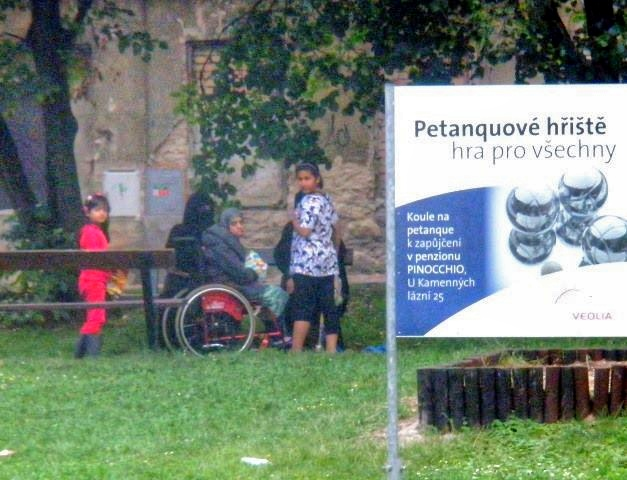 Petanquové hřiště
hra pro všechny
Koule na
petanque
k zapůjčení
v penzionu
PINOCCHIO,
U Kamenných
lázní 25
VEOLIA